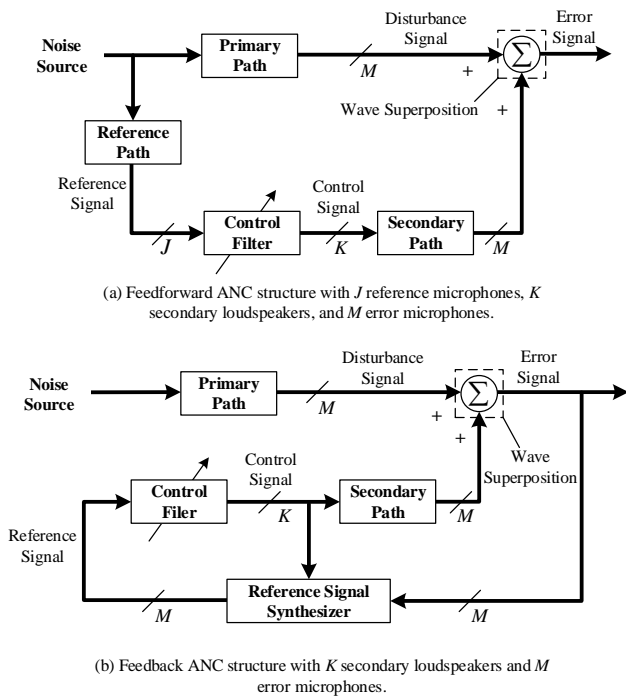 Noise
Source
Primary
Path
M
Disturbance
Signal
+
Σ
Error
Signal
Wave Superposition
+
Reference
Path
Reference
Signal
J
Control
Filter
Control
Signal
K
Secondary
Path
M
(a) Feedforward ANC structure with J reference microphones, K
secondary loudspeakers, and M error microphones.
Noise
Source
Primary
Path
M
Disturbance
Signal
+
Σ
Error
Signal
+
Wave
Superposition
Control
Filer
Control
Signal
K
Secondary
Path
M
Reference
Signal
M
Reference Signal
Synthesizer
M
(b) Feedback ANC structure with K secondary loudspeakers and M
error microphones.